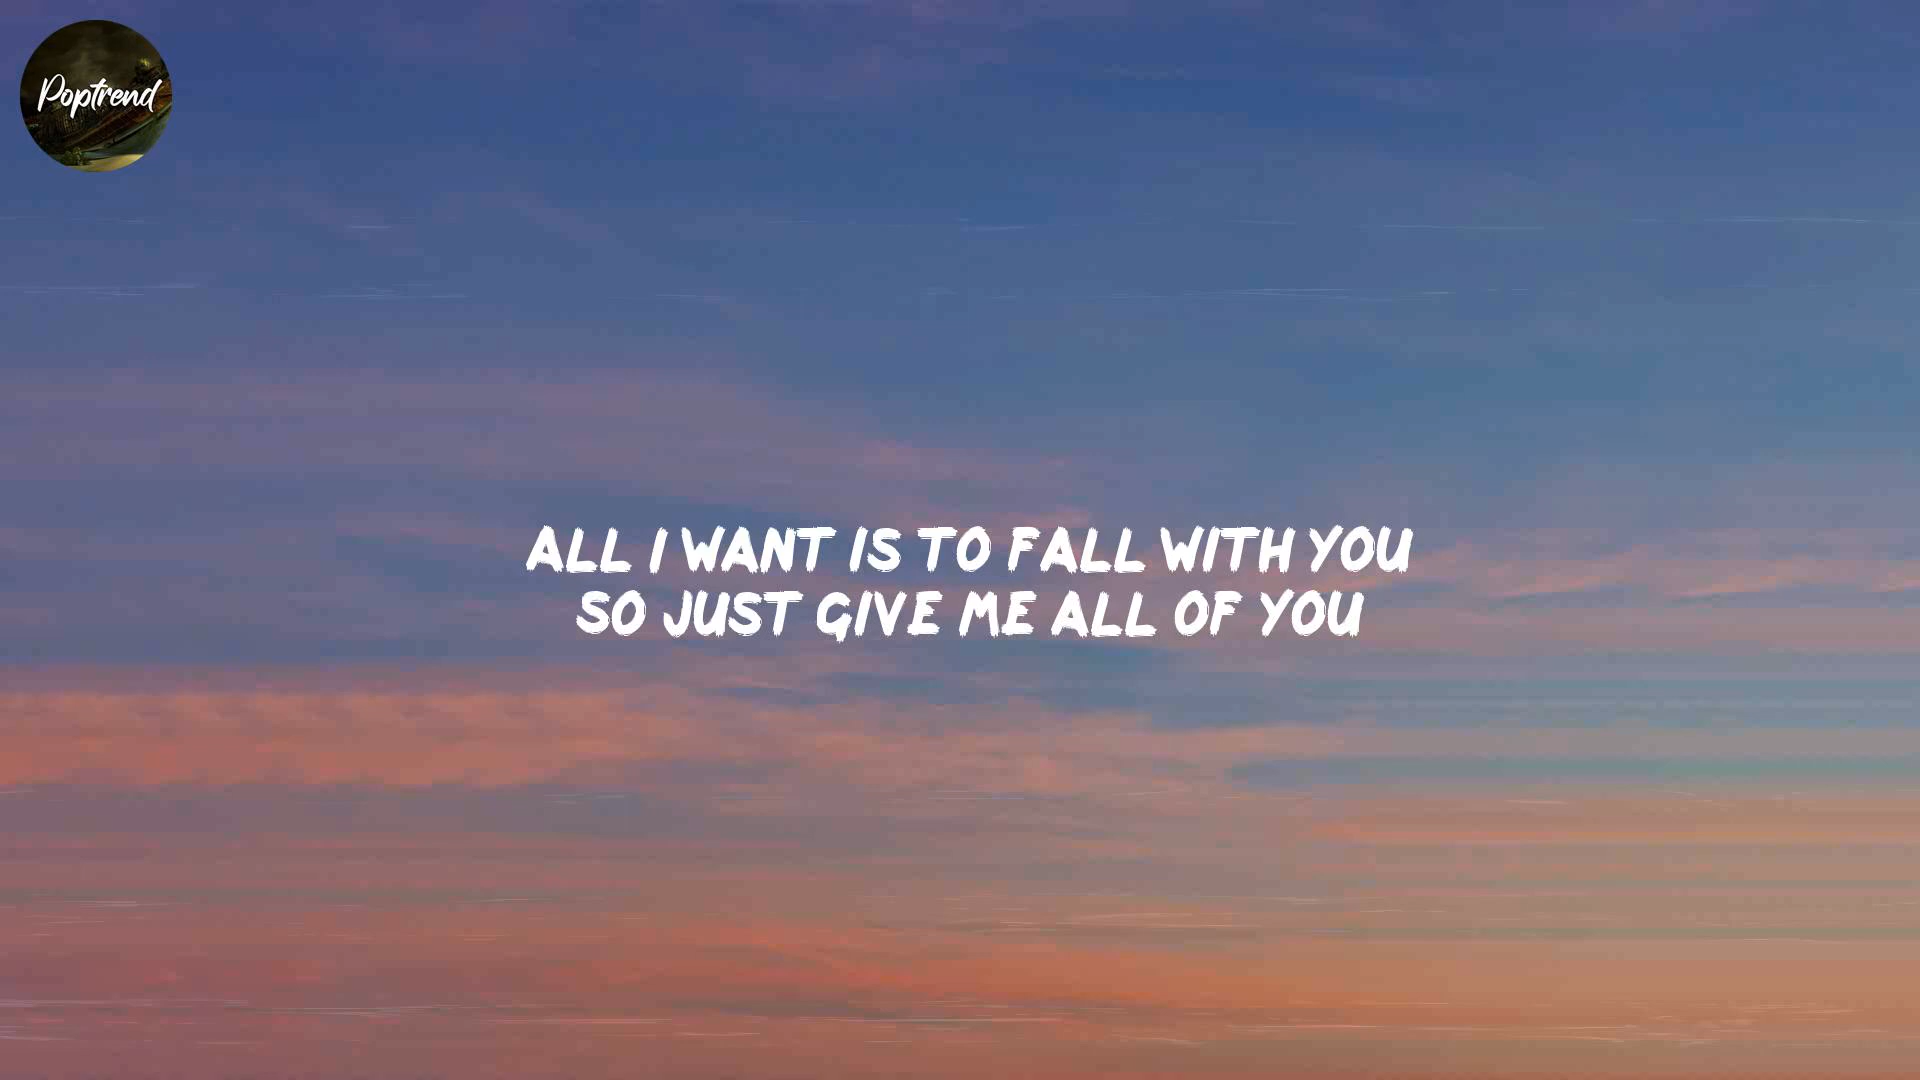 Poptrend
ALL I WANT IS TO FALL WITH YOU
SO JUST GIVE ME ALL OF YOU